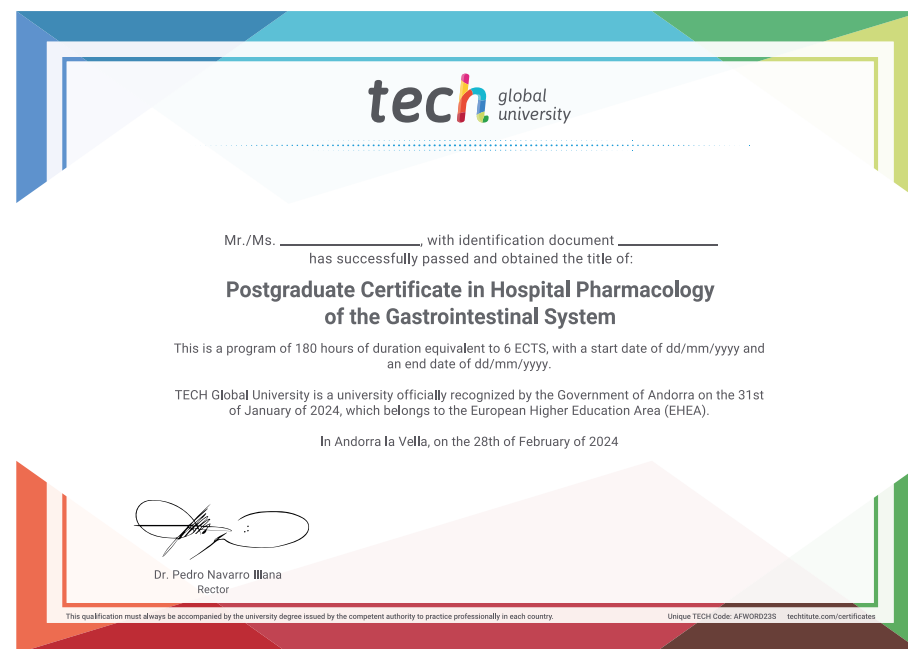 tech global university
Mr./Ms. ____________, with identification document ____________
has successfully passed and obtained the title of:
Postgraduate Certificate in Hospital Pharmacology
of the Gastrointestinal System
This is a program of 180 hours of duration equivalent to 6 ECTS, with a start date of dd/mm/yyyy and
an end date of dd/mm/yyyy.
TECH Global University is a university officially recognized by the Government of Andorra on the 31st
of January of 2024, which belongs to the European Higher Education Area (EHEA).
In Andorra la Vella, on the 28th of February of 2024
Dr. Pedro Navarro Illana
Rector
This qualification must always be accompanied by the university degree issued by the competent authority to practice professionally in each country. Unique TECH Code: AFWORD23S techtitute.com/certificates